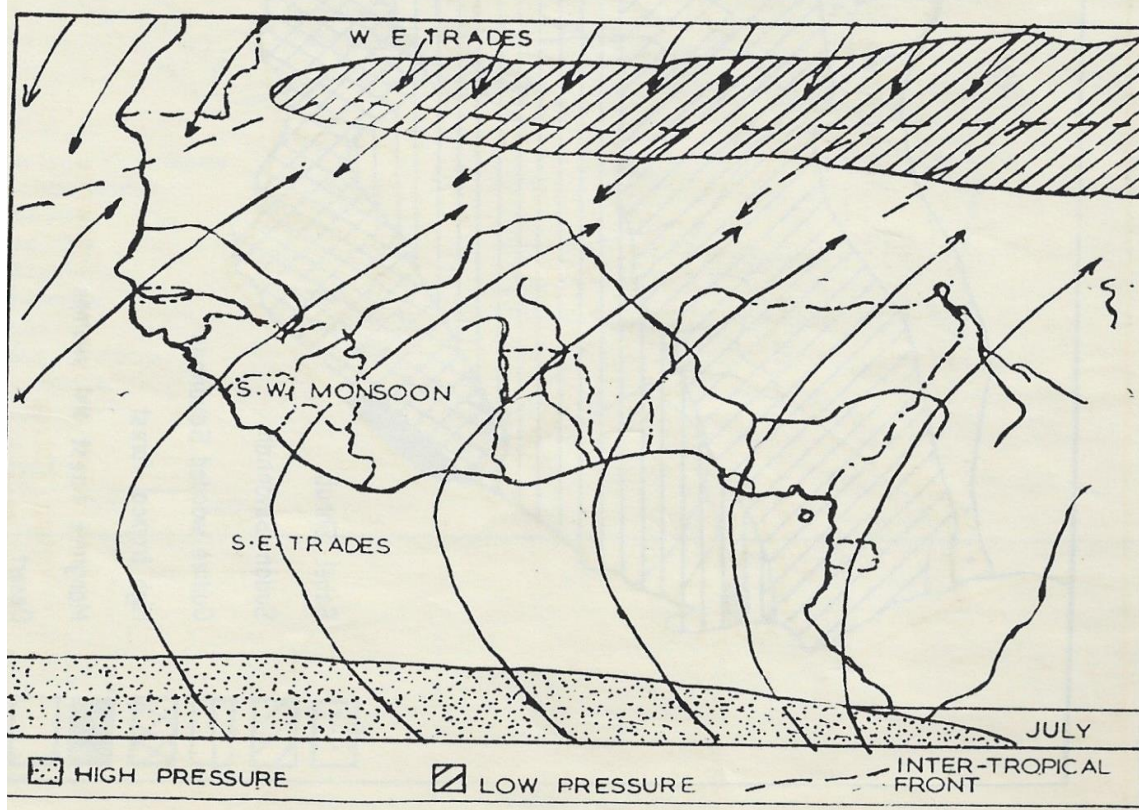 W E TRADES
S.W. MONSOON
S.E. TRADES
JULY
HIGH PRESSURE
LOW PRESSURE
INTER-TROPICAL
FRONT